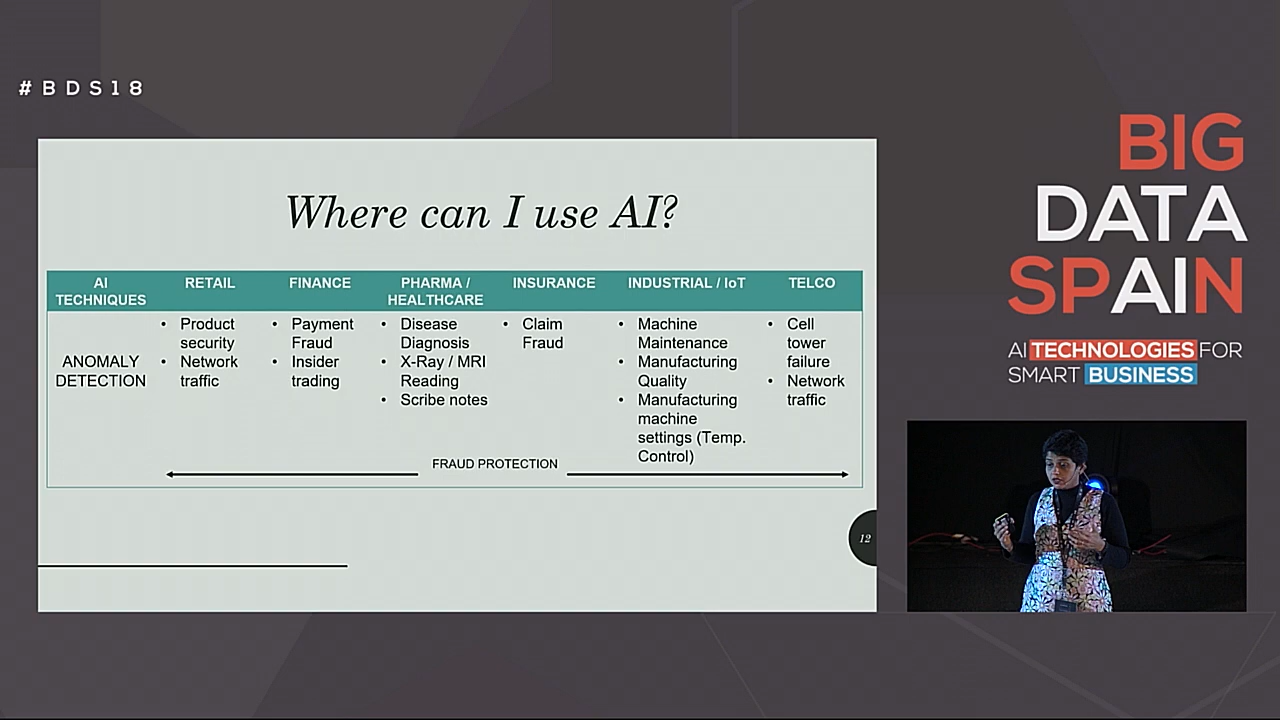 #BDS18
BIG
DATA
SPAIN
AI TECHNOLOGIES FOR
SMART BUSINESS
Where can I use AI?
AI
TECHNIQUES
RETAIL
FINANCE
PHARMA /
HEALTHCARE
INSURANCE
INDUSTRIAL / IoT
TELCO
ANOMALY
DETECTION
• Product
security
• Network
traffic
• Payment
Fraud
• Insider
trading
• Disease
Diagnosis
• X-Ray / MRI
Reading
• Scribe notes
• Claim
Fraud
• Machine
Maintenance
• Manufacturing
Quality
• Manufacturing
machine
settings (Temp.
Control)
• Cell
tower
failure
• Network
traffic
FRAUD PROTECTION
12